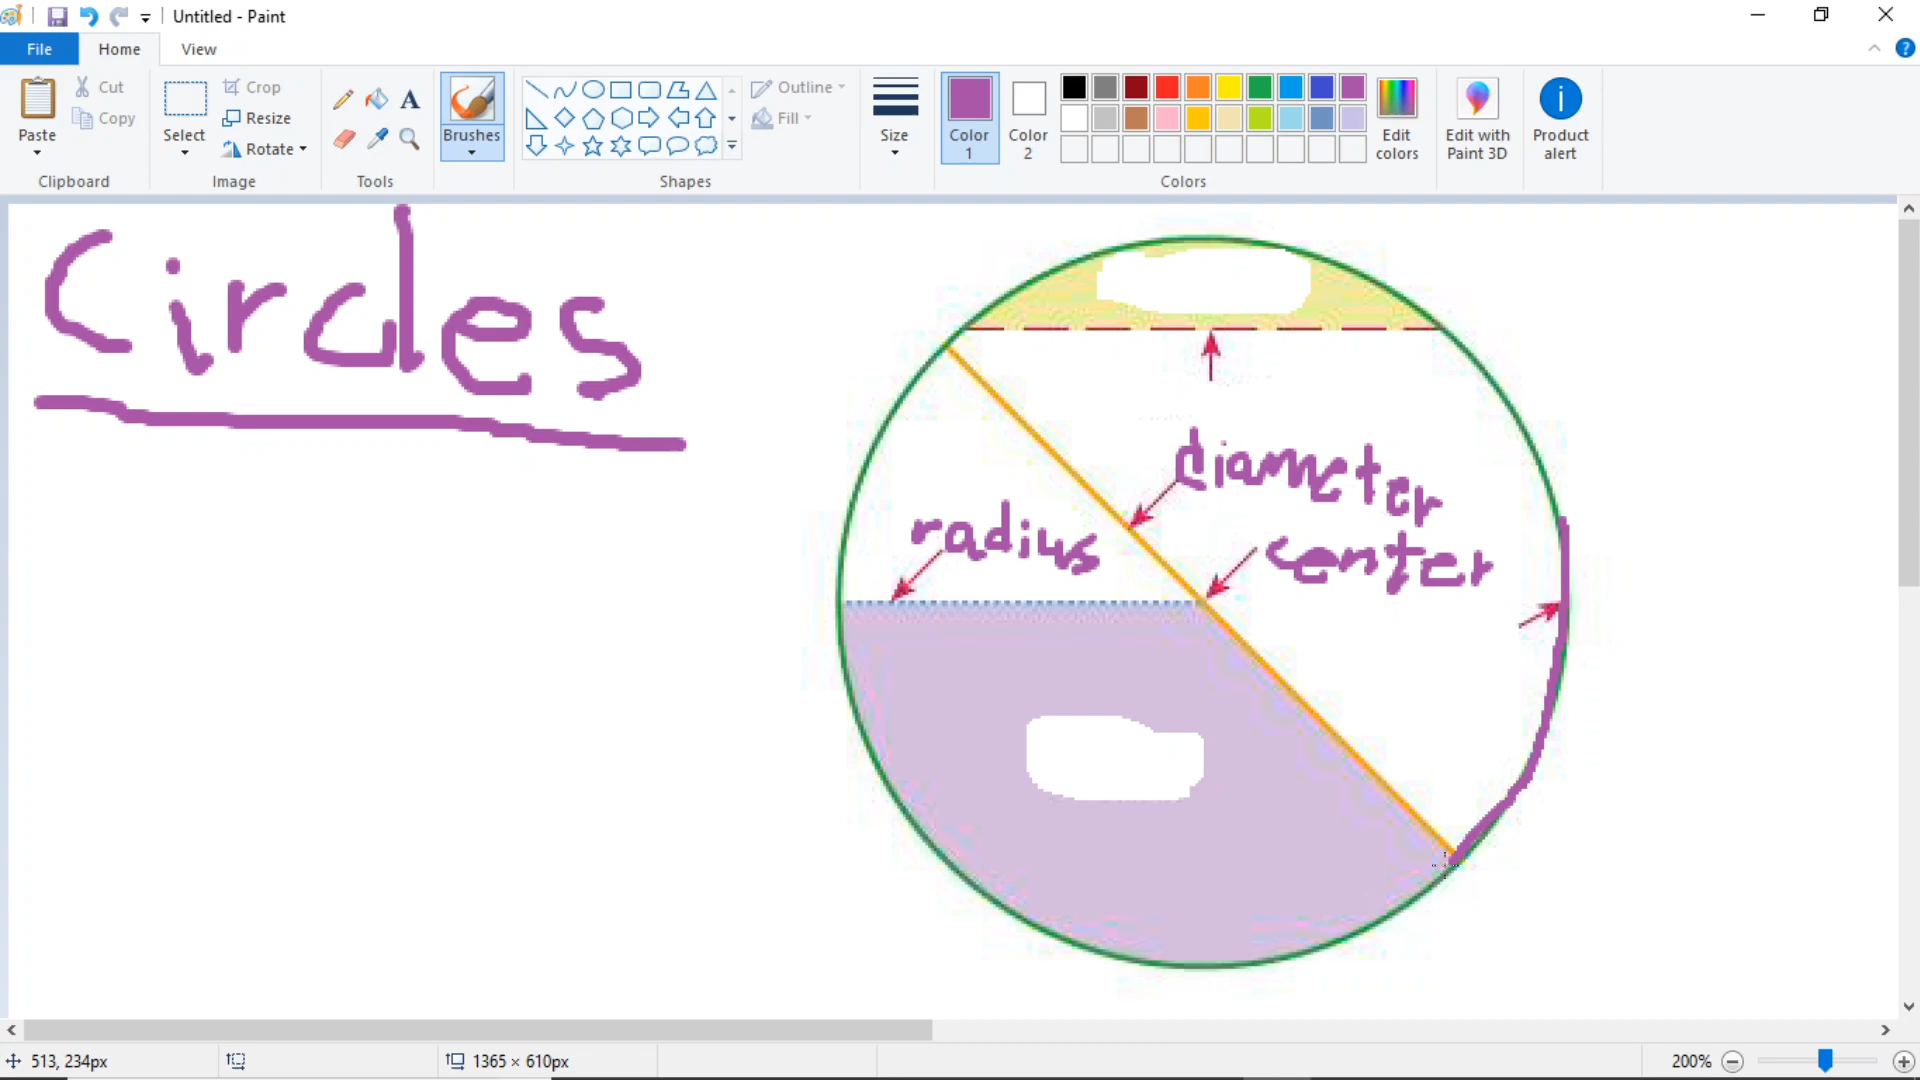 Untitled - Paint
File Home View
Paste
Cut
Copy
Clipboard
Select
Crop
Resize
Rotate
Image
A
Tools
Brushes
Shapes
Outline
Fill
Size
Color 1
Color 2
Edit colors
Colors
Edit with Paint 3D
Product alert
Circles
diameter
radius
center
513, 234px
1365 × 610px
200%